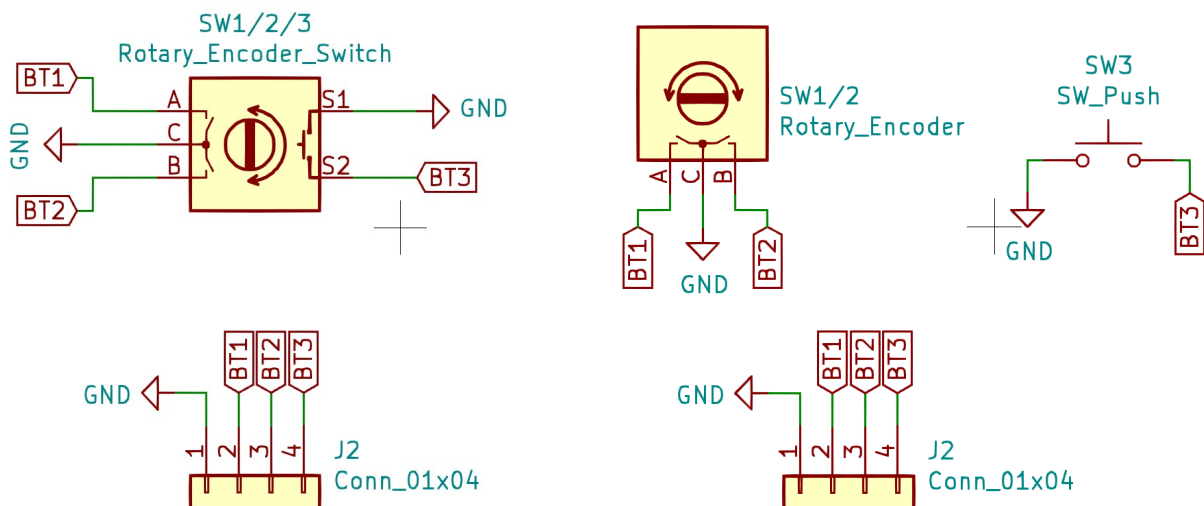 SW1/2/3
Rotary_Encoder_Switch
BT1
A
S1
GND
GND
C
B
S2
BT2
BT3
SW1/2
Rotary_Encoder
A
C
B
BT1
GND
BT2
SW3
SW_Push
GND
BT3
BT1
BT2
BT3
GND
1
2
3
4
J2
Conn_01x04
BT1
BT2
BT3
GND
1
2
3
4
J2
Conn_01x04